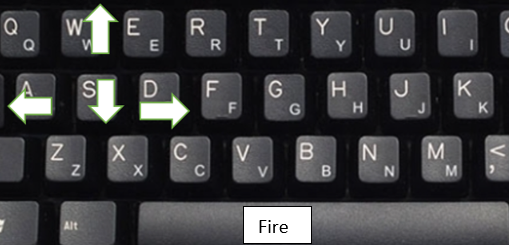 Q Q W W E E R R T T Y Y U U I I
A S D F F G G H H J J K K
Z Z X X C C V V B B N N M M < ,
Alt Fire